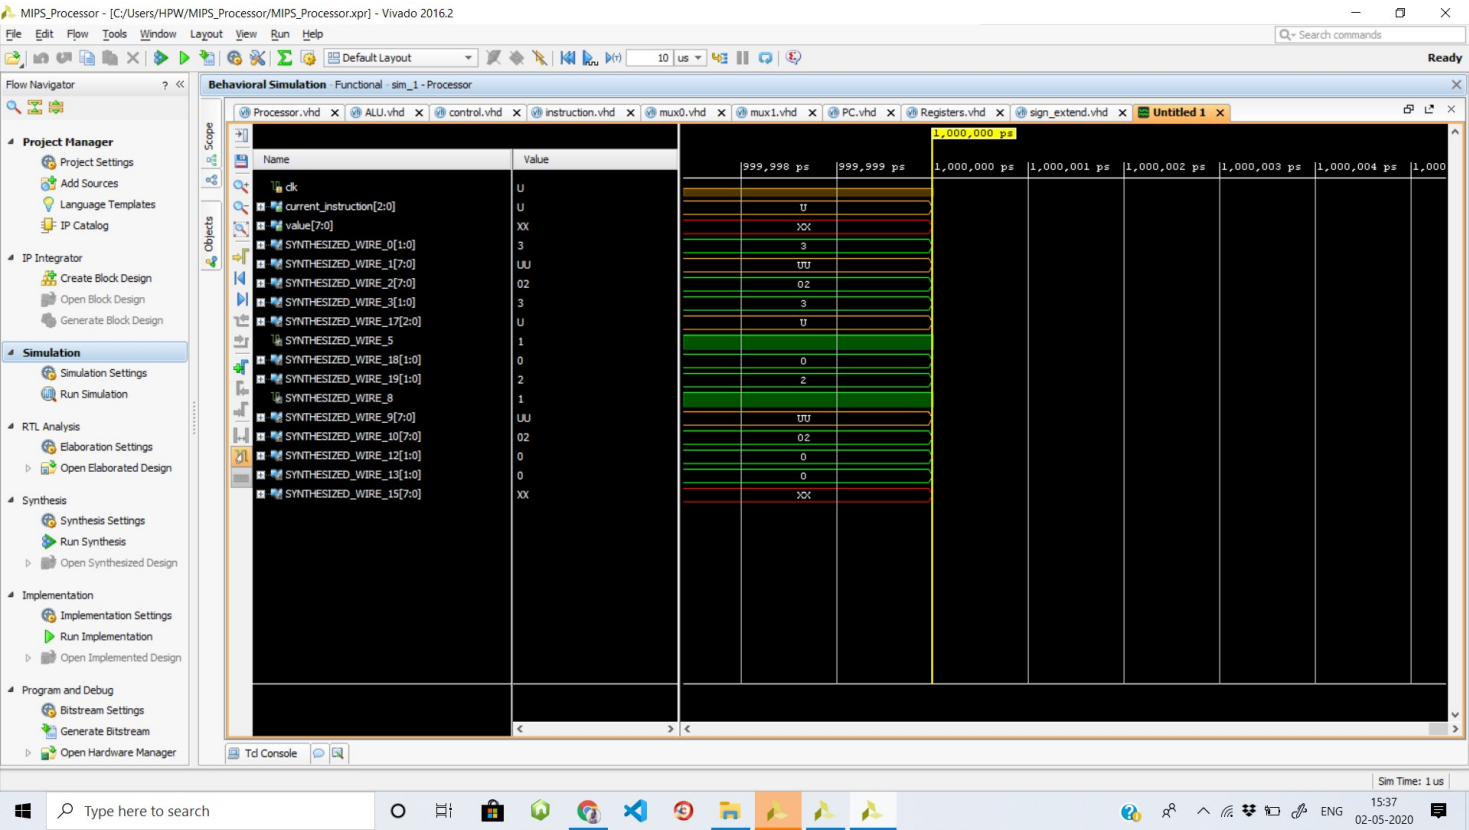 MIPS_Processor - [C:/Users/HPW/MIPS_Processor/MIPS_Processor.xpr] - Vivado 2016.2
File Edit Flow Tools Window Layout View Run Help
Search commands
Default Layout 10 us Ready
Flow Navigator ? «
Behavioral Simulation - Functional - sim_1 - Processor
Processor.vhd ALU.vhd control.vhd instruction.vhd mux0.vhd mux1.vhd PC.vhd Registers.vhd sign_extend.vhd Untitled 1
Project Manager
Project Settings
Add Sources
Language Templates
IP Catalog
IP Integrator
Create Block Design
Open Block Design
Generate Block Design
Simulation
Simulation Settings
Run Simulation
RTL Analysis
Elaboration Settings
Open Elaborated Design
Synthesis
Synthesis Settings
Run Synthesis
Open Synthesized Design
Implementation
Implementation Settings
Run Implementation
Open Implemented Design
Program and Debug
Bitstream Settings
Generate Bitstream
Open Hardware Manager
Scope
Objects
1,000,000 ps
Name Value
999,998 ps 999,999 ps 1,000,000 ps 1,000,001 ps 1,000,002 ps 1,000,003 ps 1,000,004 ps 1,000
clk U
current_instruction[2:0] U U
value[7:0] XX XX
SYNTHESIZED_WIRE_0[1:0] 3 3
SYNTHESIZED_WIRE_1[7:0] UU UU
SYNTHESIZED_WIRE_2[7:0] 02 02
SYNTHESIZED_WIRE_3[1:0] 3 3
SYNTHESIZED_WIRE_17[2:0] U U
SYNTHESIZED_WIRE_5 1
SYNTHESIZED_WIRE_18[1:0] 0 0
SYNTHESIZED_WIRE_19[1:0] 2 2
SYNTHESIZED_WIRE_8 1
SYNTHESIZED_WIRE_9[7:0] UU UU
SYNTHESIZED_WIRE_10[7:0] 02 02
SYNTHESIZED_WIRE_12[1:0] 0 0
SYNTHESIZED_WIRE_13[1:0] 0 0
SYNTHESIZED_WIRE_15[7:0] XX XX
Tcl Console
Sim Time: 1 us
Type here to search
ENG
15:37
02-05-2020